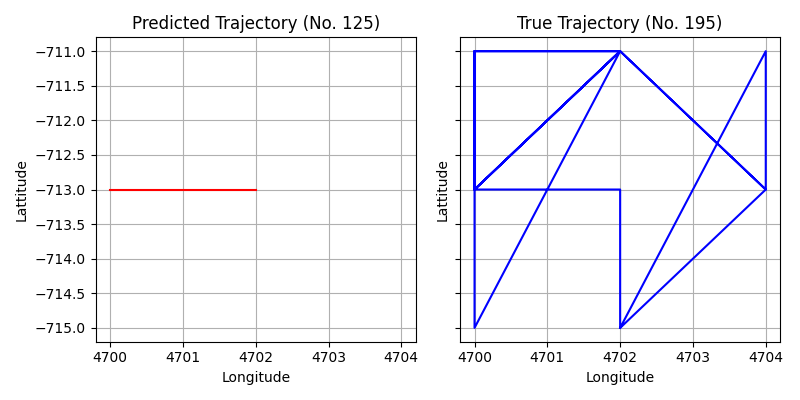 Predicted Trajectory (No. 125)
True Trajectory (No. 195)
Lattitude
−711.0
−711.5
−712.0
−712.5
−713.0
−713.5
−714.0
−714.5
−715.0
4700 4701 4702 4703 4704
Longitude
Lattitude
4700 4701 4702 4703 4704
Longitude